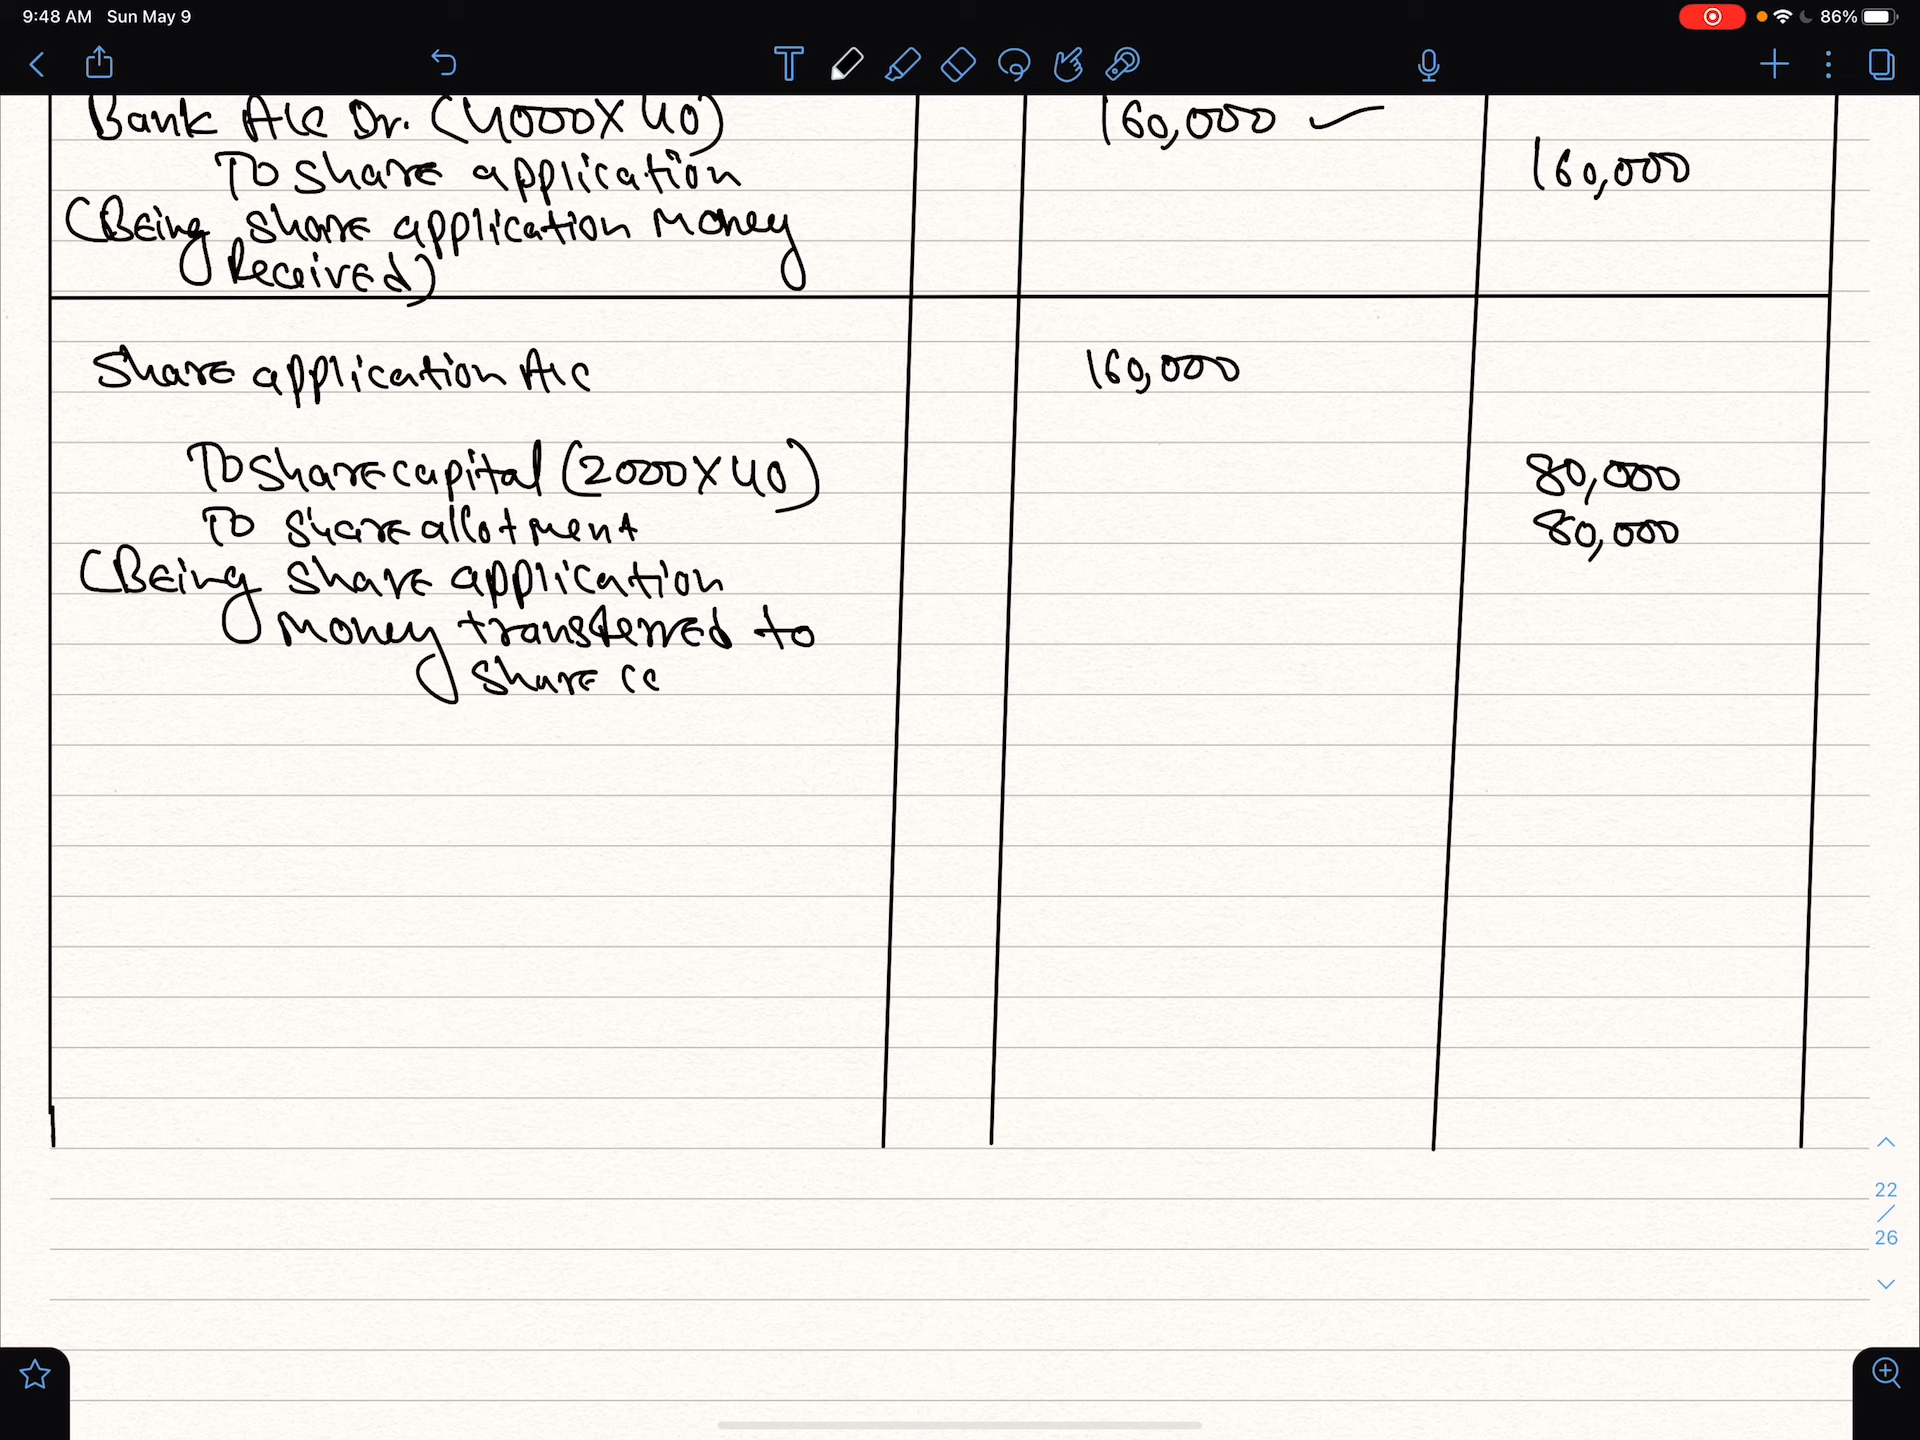 9:48 AM Sun May 9
86%
Bank A/c Dr. (4000X40) 160,000
To share application 160,000
(Being share application money
Received)
Share application A/c 160,000
To share capital (2000X40) 80,000
To share allotment 80,000
(Being share application
money transferred to
share ca
22
/
26